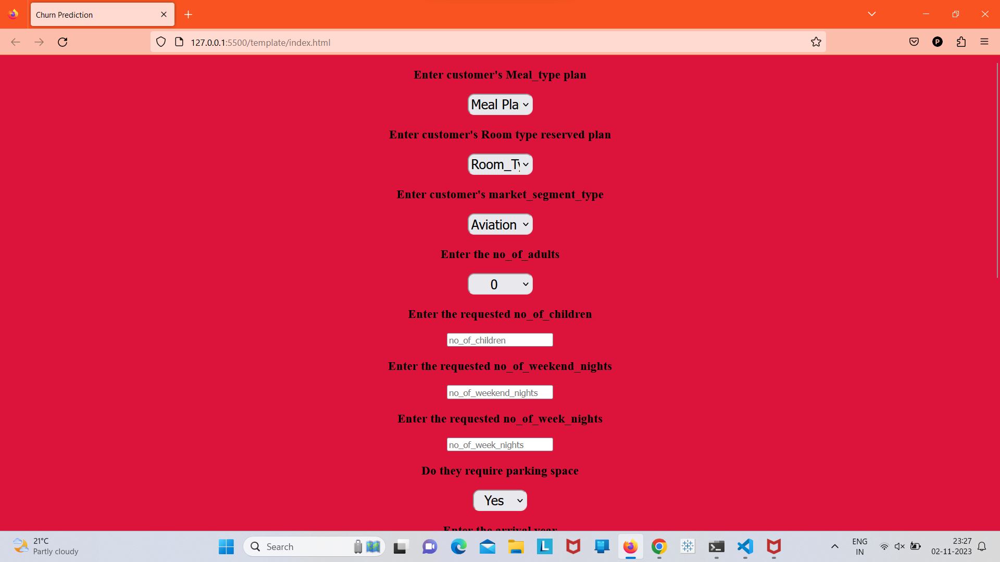 Churn Prediction
127.0.0.1:5500/template/index.html
P
Enter customer's Meal_type plan
Meal Pla
Enter customer's Room type reserved plan
Room_Ty
Enter customer's market_segment_type
Aviation
Enter the no_of_adults
0
Enter the requested no_of_children
no_of_children
Enter the requested no_of_weekend_nights
no_of_weekend_nights
Enter the requested no_of_week_nights
no_of_week_nights
Do they require parking space
Yes
Enter the arrival year
21°C
Partly cloudy
Search
L
ENG
IN
23:27
02-11-2023